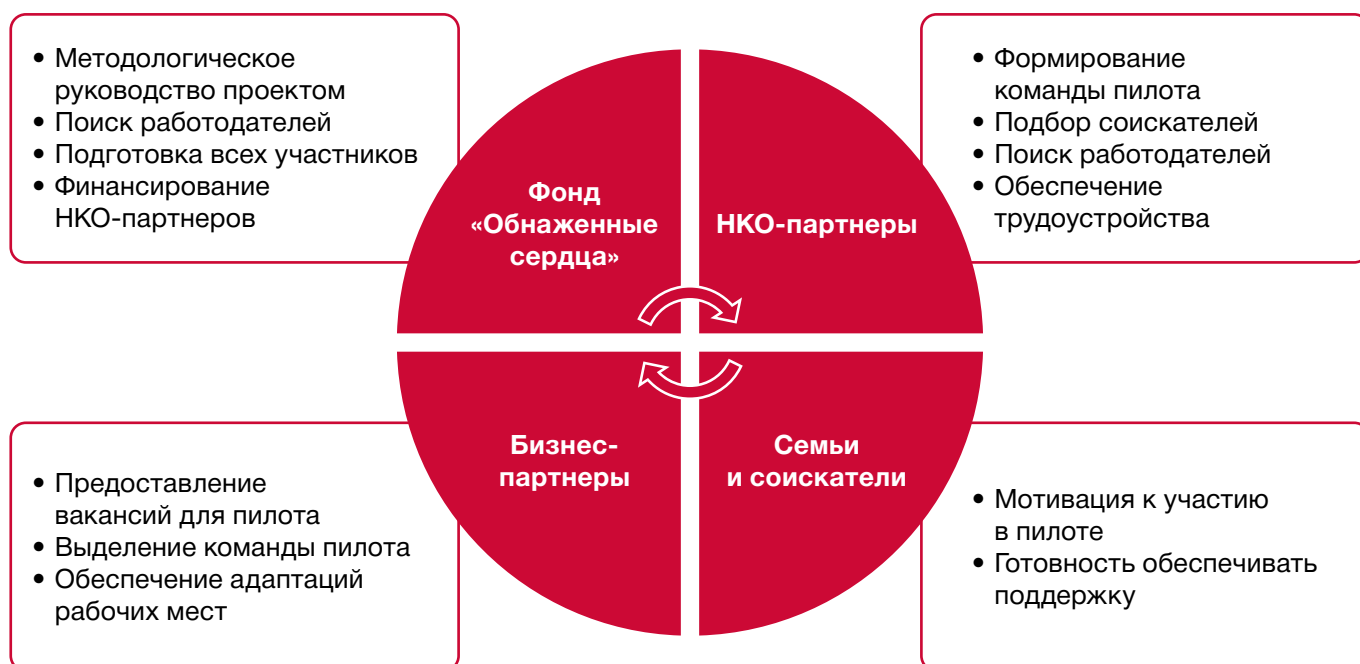 • Методологическое
руководство проектом
• Поиск работодателей
• Подготовка всех участников
• Финансирование
НКО-партнеров
Фонд
«Обнаженные
сердца»
НКО-партнеры
• Формирование
команды пилота
• Подбор соискателей
• Поиск работодателей
• Обеспечение
трудоустройства
• Предоставление
вакансий для пилота
• Выделение команды пилота
• Обеспечение адаптаций
рабочих мест
Бизнес-
партнеры
Семьи
и соискатели
• Мотивация к участию
в пилоте
• Готовность обеспечивать
поддержку